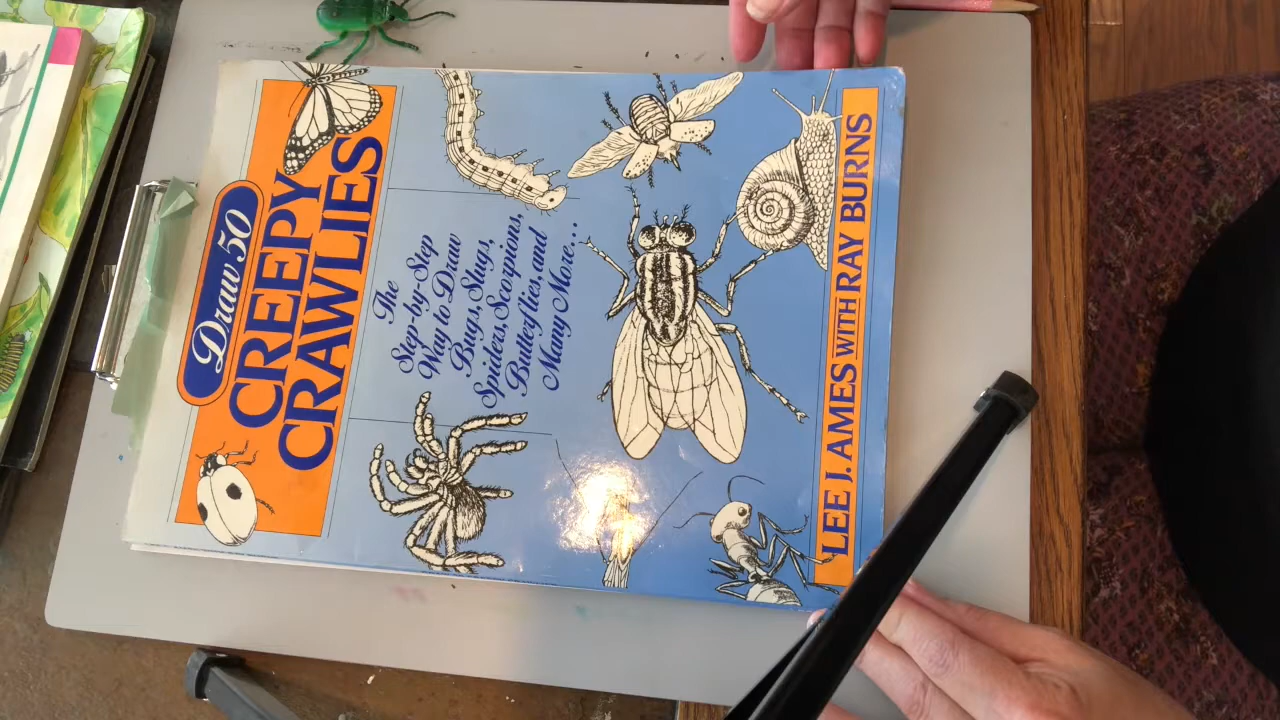 Draw 50
CREEPY
CRAWLIES
The
Step-by-Step
Way to Draw
Bugs, Slugs,
Spiders, Scorpions,
Butterflies, and
Many More...
LEE J. AMES WITH RAY BURNS